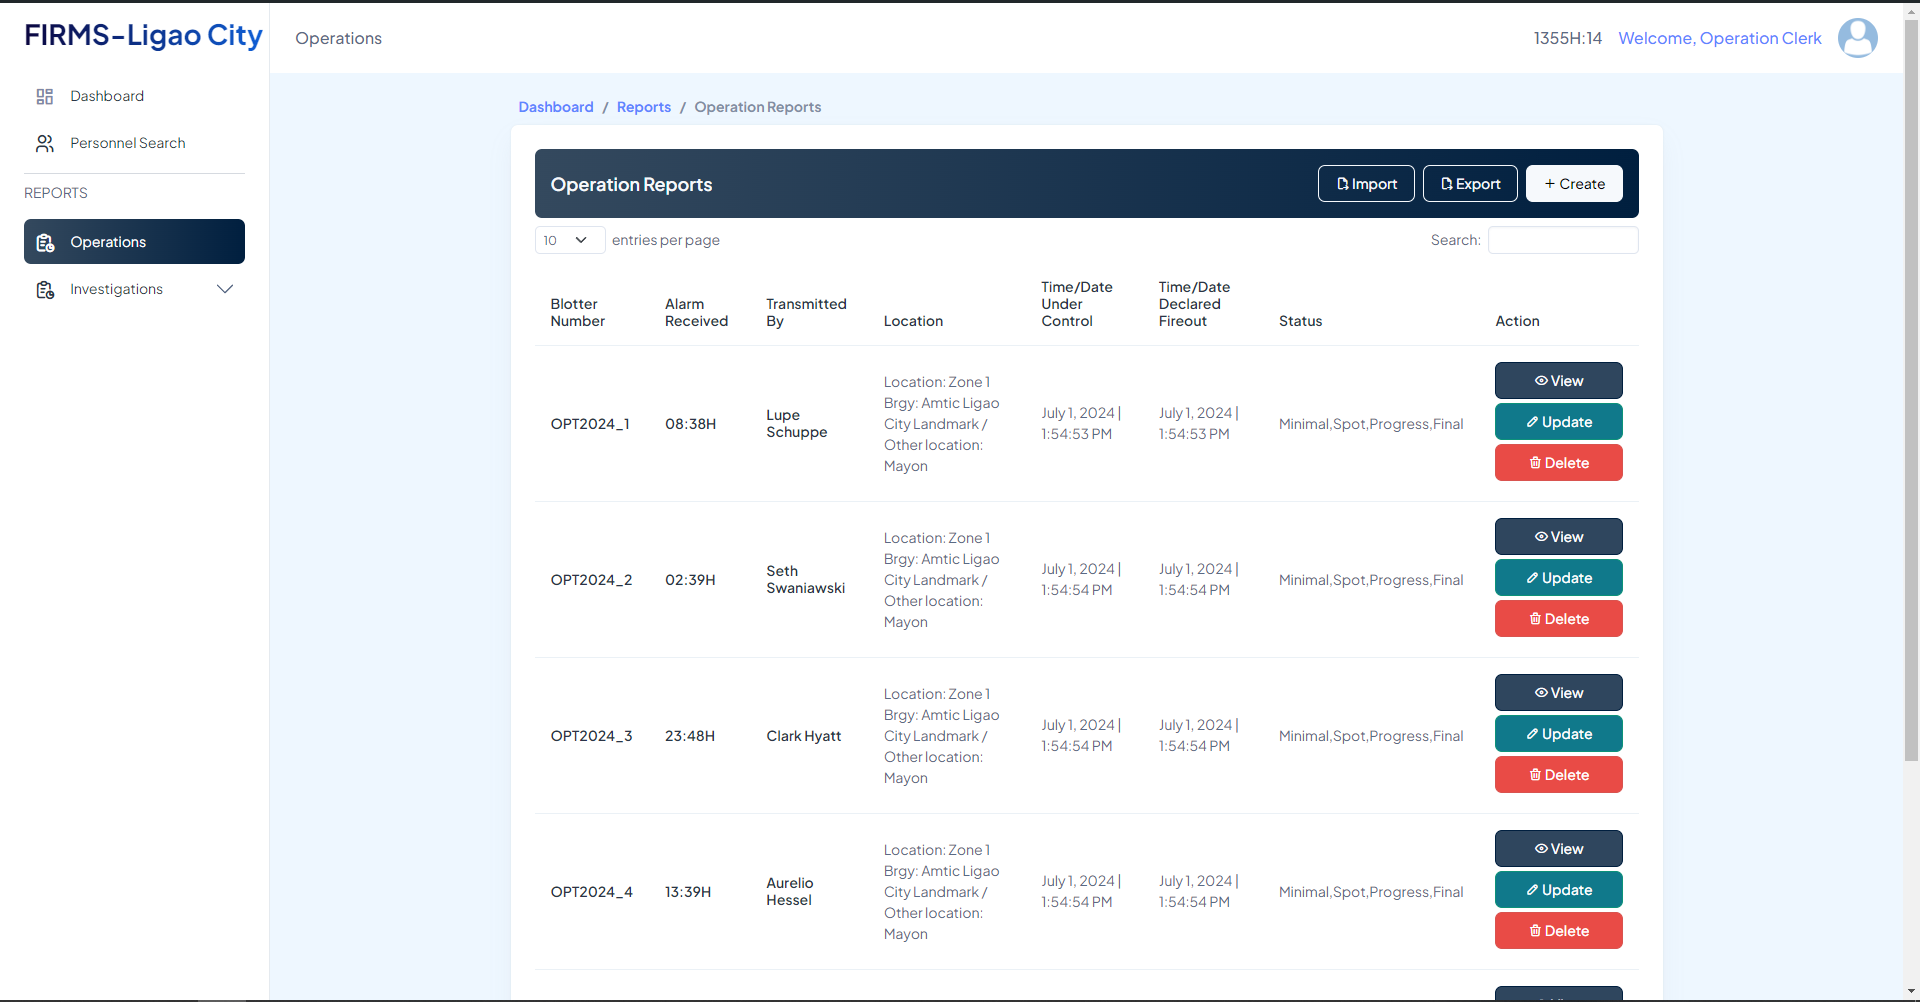 FIRMS-Ligao City
Operations
1355H:14
Welcome, Operation Clerk
Dashboard
Personnel Search
REPORTS
Operations
Investigations
Dashboard / Reports / Operation Reports
Operation Reports
Import
Export
+ Create
10 entries per page
Search:
Blotter Number
Alarm Received
Transmitted By
Location
Time/Date Under Control
Time/Date Declared Fireout
Status
Action
OPT2024_1
08:38H
Lupe
Schuppe
Location: Zone 1
Brgy: Amtic Ligao
City Landmark /
Other location:
Mayon
July 1, 2024 |
1:54:53 PM
July 1, 2024 |
1:54:53 PM
Minimal,Spot,Progress,Final
View
Update
Delete
OPT2024_2
02:39H
Seth
Swaniawski
Location: Zone 1
Brgy: Amtic Ligao
City Landmark /
Other location:
Mayon
July 1, 2024 |
1:54:54 PM
July 1, 2024 |
1:54:54 PM
Minimal,Spot,Progress,Final
View
Update
Delete
OPT2024_3
23:48H
Clark Hyatt
Location: Zone 1
Brgy: Amtic Ligao
City Landmark /
Other location:
Mayon
July 1, 2024 |
1:54:54 PM
July 1, 2024 |
1:54:54 PM
Minimal,Spot,Progress,Final
View
Update
Delete
OPT2024_4
13:39H
Aurelio
Hessel
Location: Zone 1
Brgy: Amtic Ligao
City Landmark /
Other location:
Mayon
July 1, 2024 |
1:54:54 PM
July 1, 2024 |
1:54:54 PM
Minimal,Spot,Progress,Final
View
Update
Delete